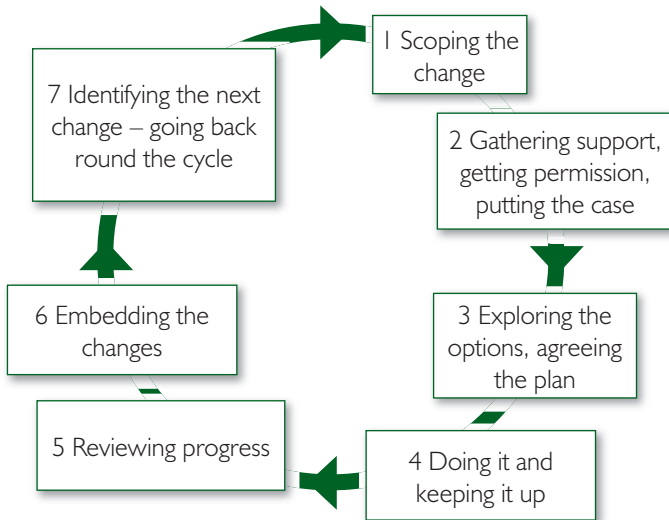 1 Scoping the
change
2 Gathering support,
getting permission,
putting the case
3 Exploring the
options, agreeing
the plan
4 Doing it and
keeping it up
5 Reviewing progress
6 Embedding the
changes
7 Identifying the next
change – going back
round the cycle